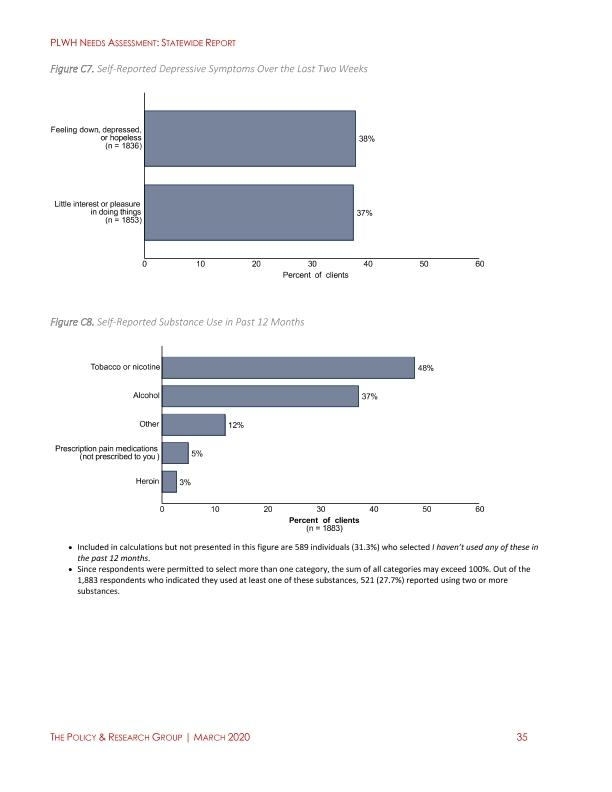 PLWH NEEDS ASSESSMENT: STATEWIDE REPORT
Figure C7. Self-Reported Depressive Symptoms Over the Last Two Weeks
Feeling down, depressed,
or hopeless
(n = 1836)
38%
Little interest or pleasure
in doing things
(n = 1853)
37%
0 10 20 30 40 50 60
Percent of clients
Figure C8. Self-Reported Substance Use in Past 12 Months
Tobacco or nicotine 48%
Alcohol 37%
Other 12%
Prescription pain medications
(not prescribed to you)
5%
Heroin 3%
0 10 20 30 40 50 60
Percent of clients
(n = 1883)
• Included in calculations but not presented in this figure are 589 individuals (31.3%) who selected I haven't used any of these in
the past 12 months.
• Since respondents were permitted to select more than one category, the sum of all categories may exceed 100%. Out of the
1,883 respondents who indicated they used at least one of these substances, 521 (27.7%) reported using two or more
substances.
THE POLICY & RESEARCH GROUP | MARCH 2020 35